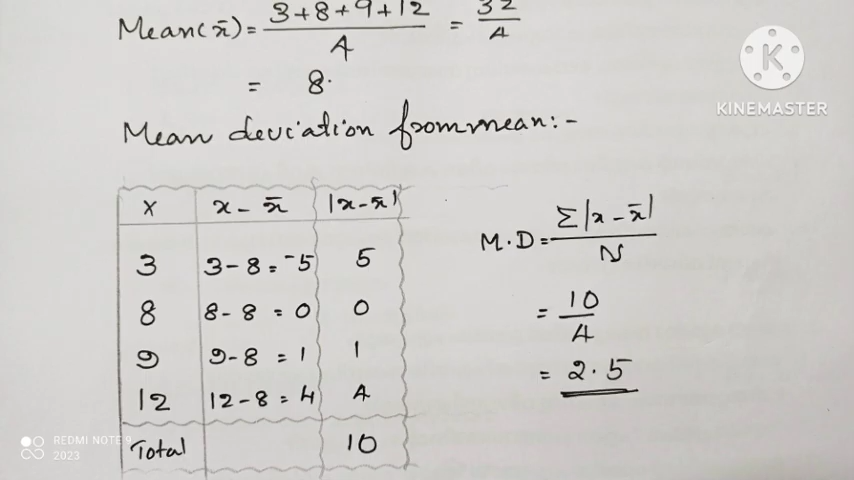 Mean(x̄) = 3+8+9+12 / 4 = 32 / 4
= 8.
KINEMASTER
Mean deviation from mean:-
X x - x̄ |x - x̄|
3 3-8 = -5 5
8 8-8 = 0 0
9 9-8 = 1 1
12 12-8 = 4 4
Total 10
M.D = Σ|x - x̄| / N
= 10 / 4
= 2.5
REDMI NOTE 9
2023